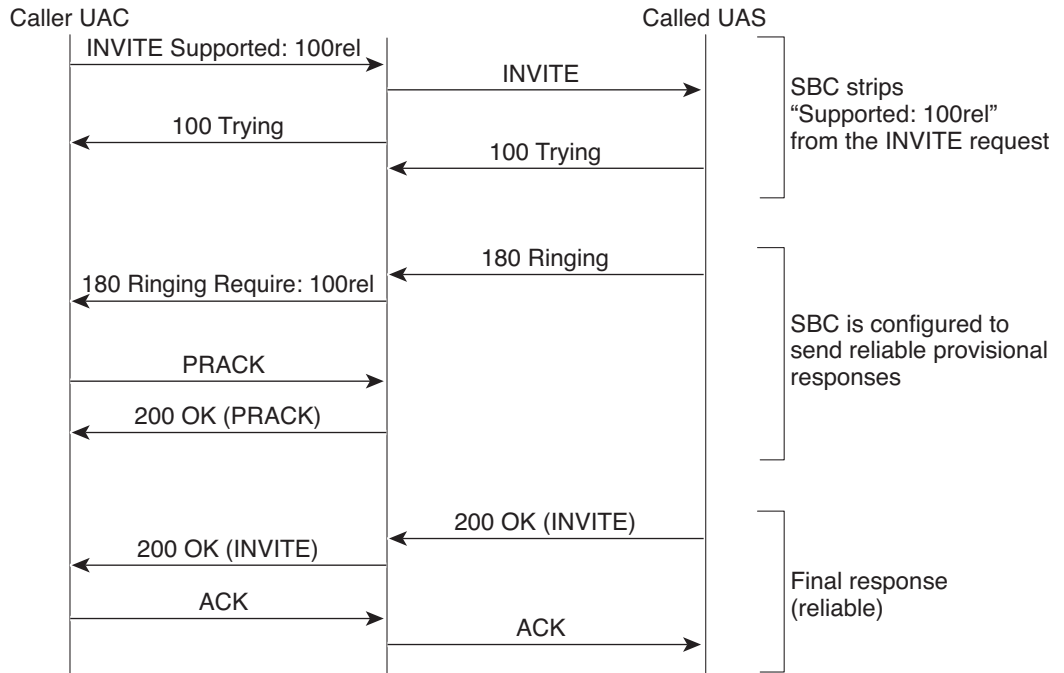 Caller UAC
Called UAS
INVITE Supported: 100rel
INVITE
SBC strips
“Supported: 100rel”
from the INVITE request
100 Trying
100 Trying
180 Ringing
180 Ringing Require: 100rel
SBC is configured to
send reliable provisional
responses
PRACK
200 OK (PRACK)
200 OK (INVITE)
200 OK (INVITE)
Final response
(reliable)
ACK
ACK